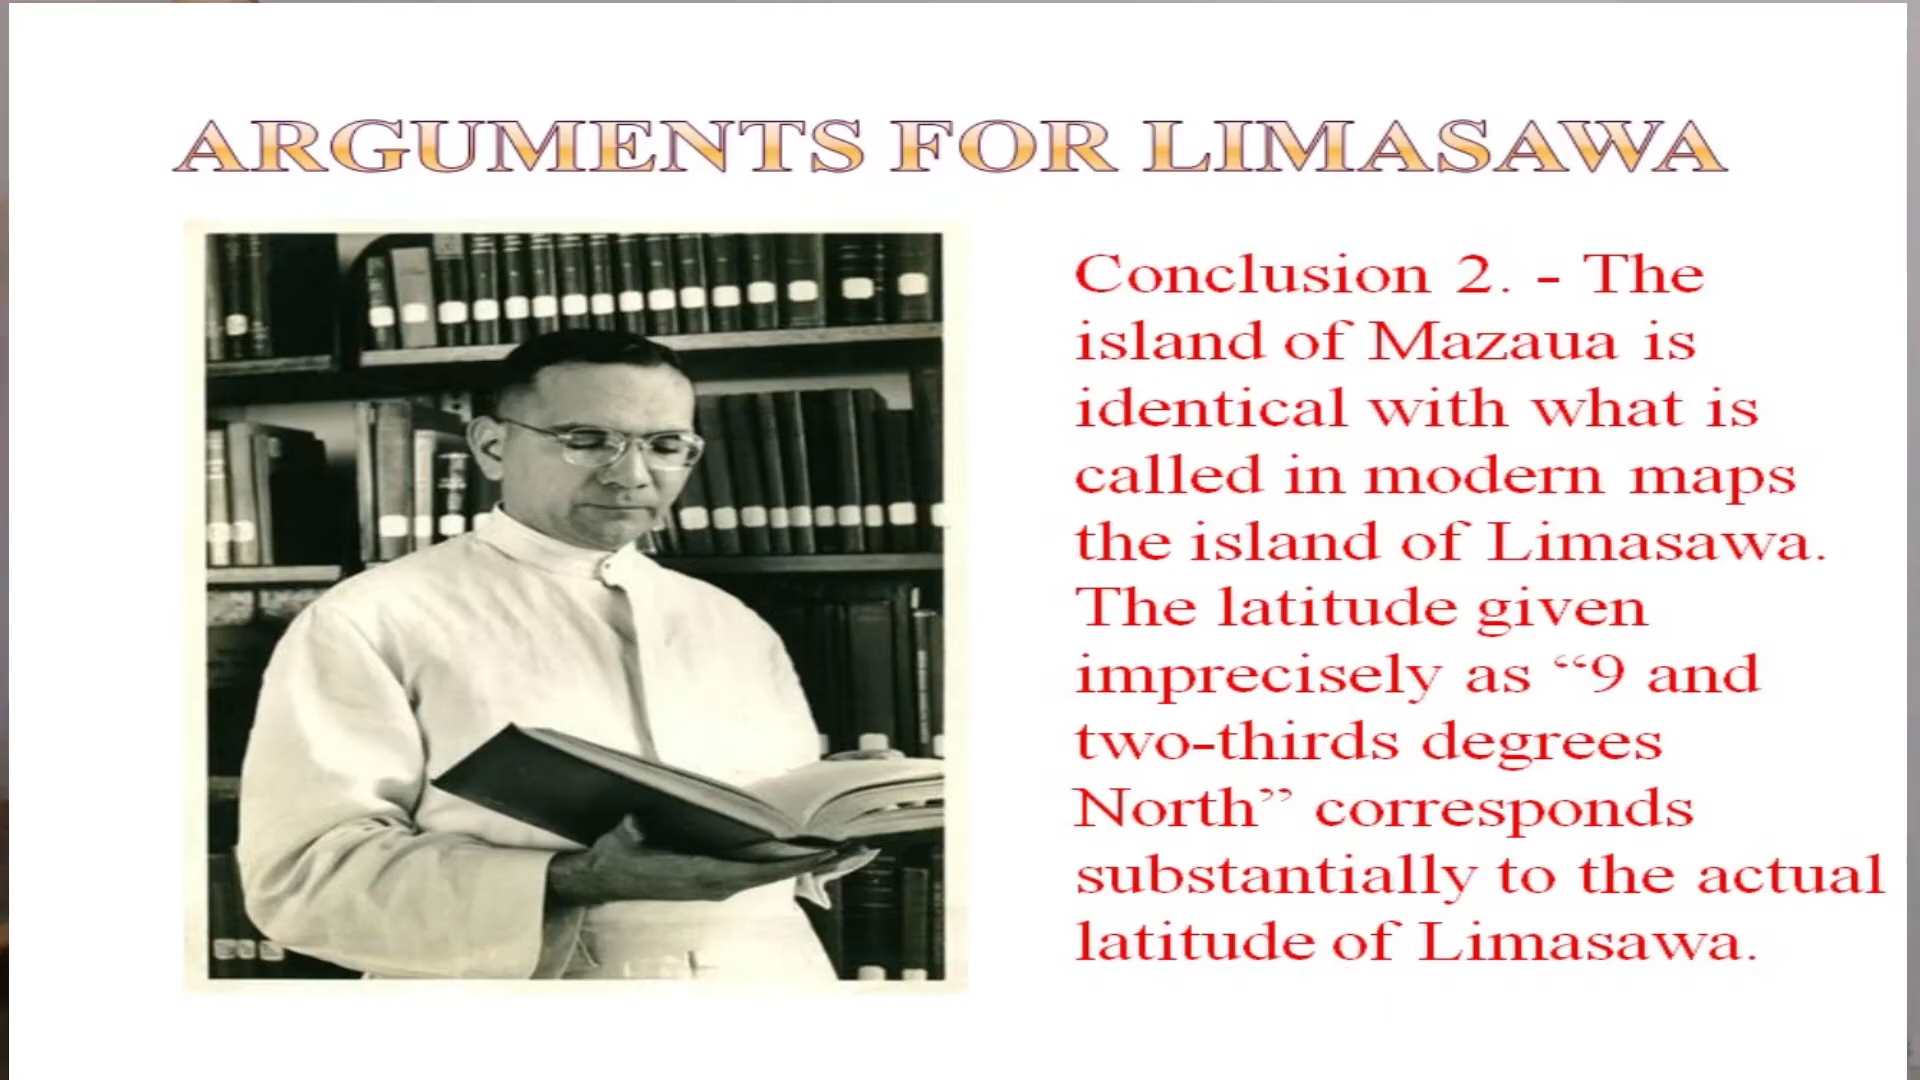 ARGUMENTS FOR LIMASAWA
Conclusion 2. - The
island of Mazaua is
identical with what is
called in modern maps
the island of Limasawa.
The latitude given
imprecisely as “9 and
two-thirds degrees
North” corresponds
substantially to the actual
latitude of Limasawa.